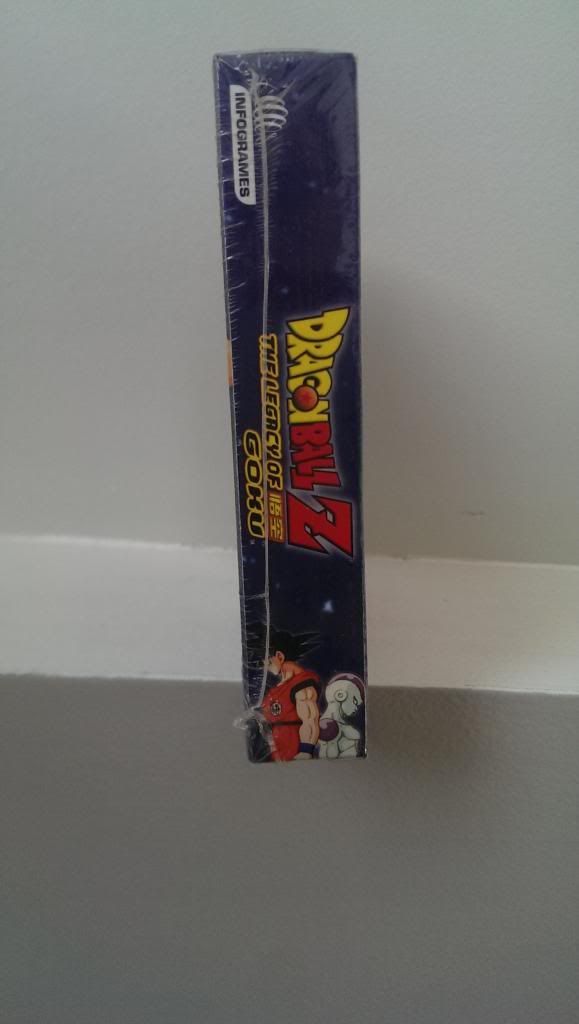 INFOGRAMES
DRAGON BALL Z
THE LEGACY OF 悟空
GOKU